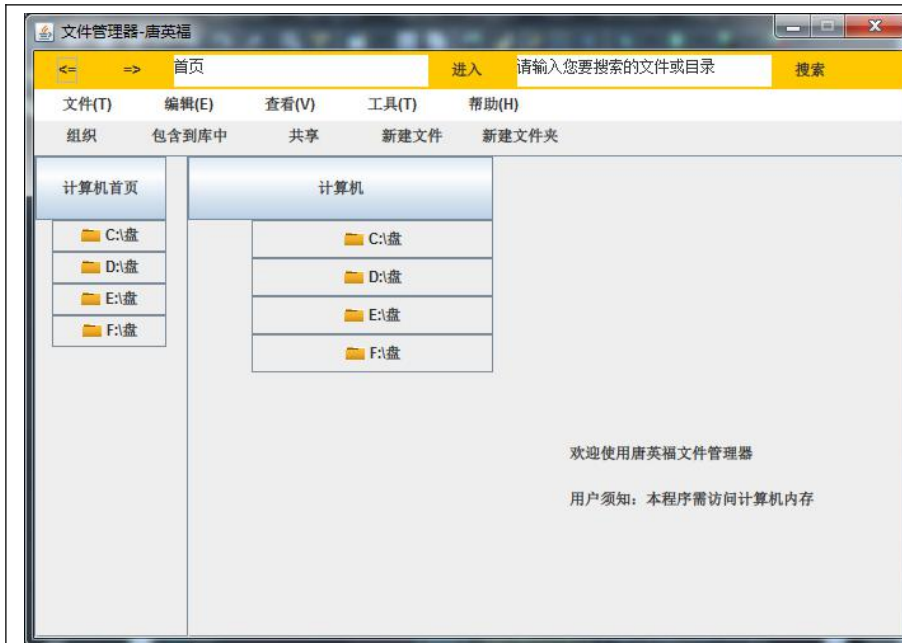 文件管理器-唐英福
<= => 首页 进入 请输入您要搜索的文件或目录 搜索
文件(T) 编辑(E) 查看(V) 工具(T) 帮助(H)
组织 包含到库中 共享 新建文件 新建文件夹
计算机首页 计算机
C:\盘 C:\盘
D:\盘 D:\盘
E:\盘 E:\盘
F:\盘 F:\盘
欢迎使用唐英福文件管理器
用户须知：本程序需访问计算机内存